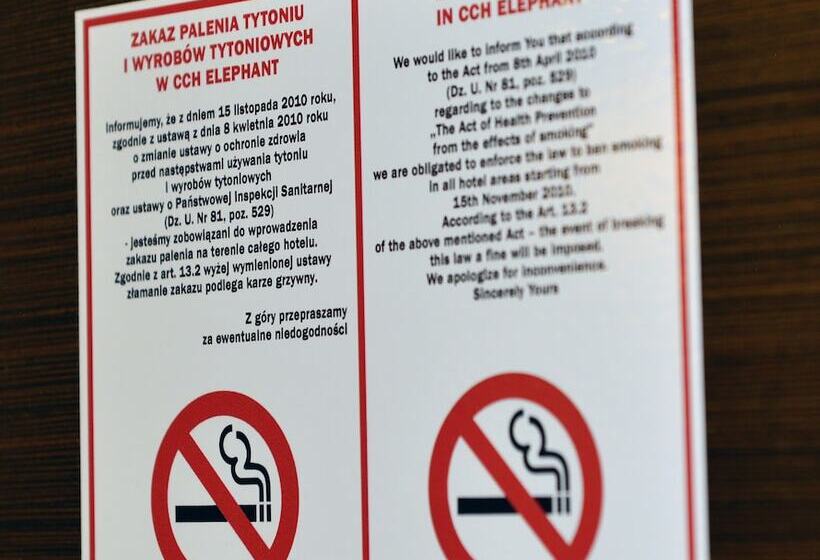 ZAKAZ PALENIA TYTONIU
I WYROBÓW TYTONIOWYCH
W CCH ELEPHANT
Informujemy, że z dniem 15 listopada 2010 roku,
zgodnie z ustawą z dnia 8 kwietnia 2010 roku
o zmianie ustawy o ochronie zdrowia
przed następstwami używania tytoniu
i wyrobów tytoniowych
oraz ustawy o Państwowej Inspekcji Sanitarnej
(Dz. U. Nr 81, poz. 529)
- jesteśmy zobowiązani do wprowadzenia
zakazu palenia na terenie całego hotelu.
Zgodnie z art. 13.2 wyżej wymienionej ustawy
złamanie zakazu podlega karze grzywny.
Z góry przepraszamy
za ewentualne niedogodności
IN CCH ELEPHANT
We would like to inform You that according
to the Act from 8th April 2010
(Dz. U. Nr 81, poz. 529)
regarding to the changes to
„The Act of Health Prevention
from the effects of smoking"
we are obligated to enforce the law to ban smoking
in all hotel areas starting from
15th November 2010.
According to the Art. 13.2
of the above mentioned Act – the event of breaking
this law a fine will be imposed.
We apologize for inconvenience.
Sincerely Yours